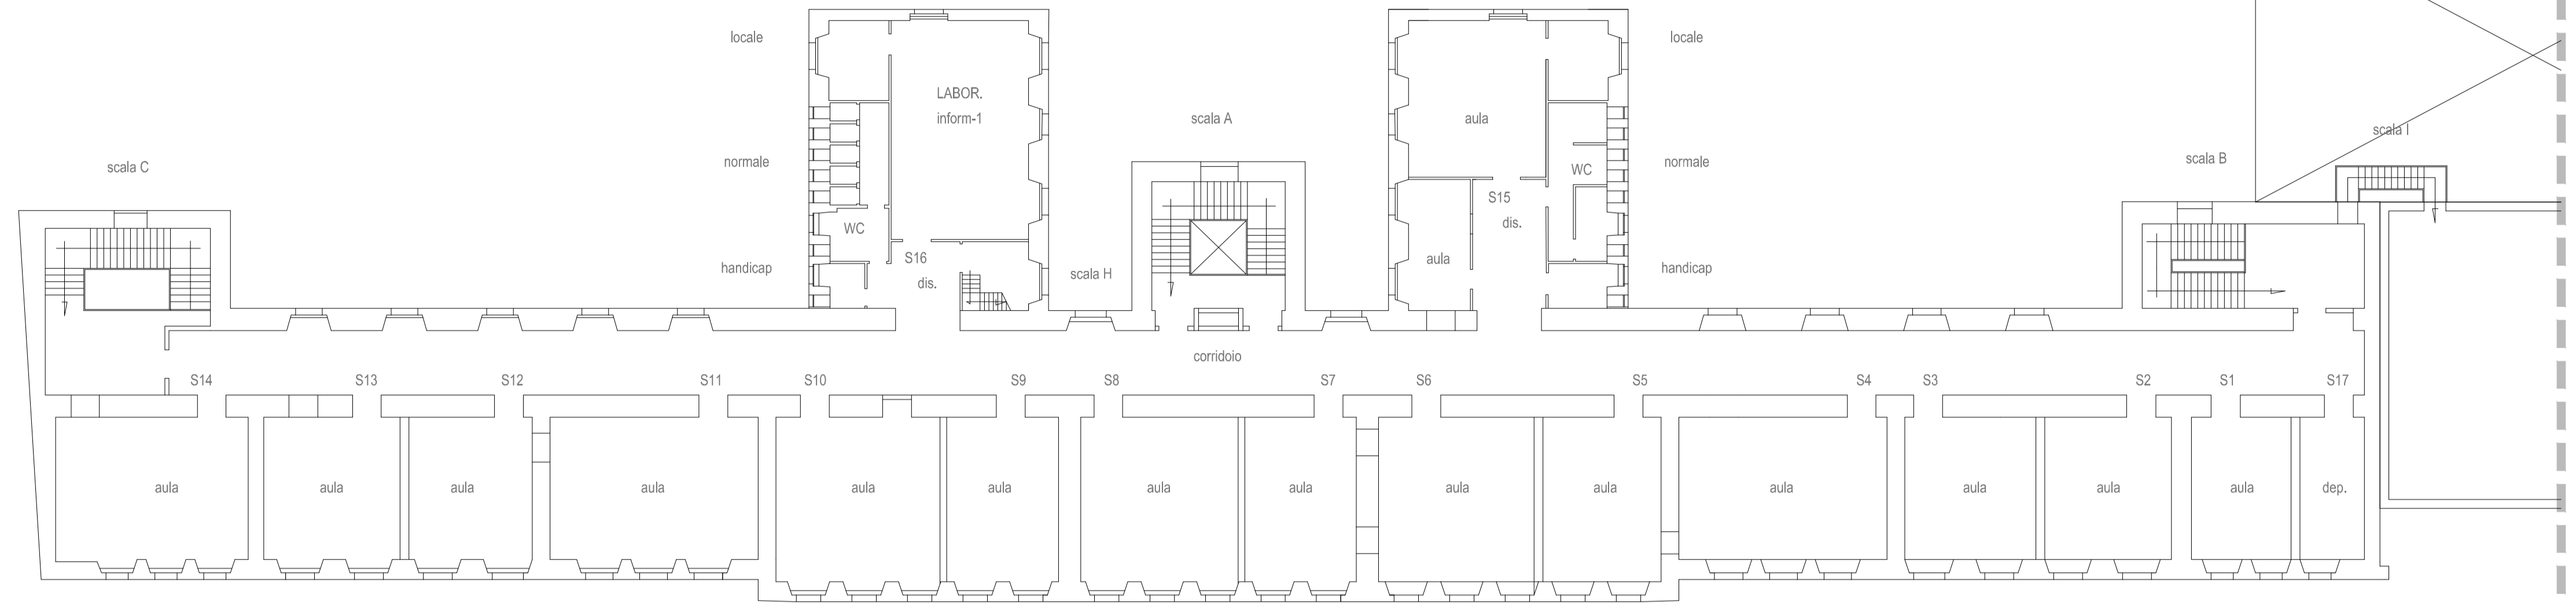 locale
locale
LABOR.
inform-1
scala A
aula
scala I
normale
normale
scala B
scala C
WC
S15
dis.
WC
S16
aula
handicap
scala H
handicap
dis.
corridoio
S14 S13 S12 S11 S10 S9 S8 S7 S6 S5 S4 S3 S2 S1 S17
aula aula aula aula aula aula aula aula aula aula aula aula aula aula dep.